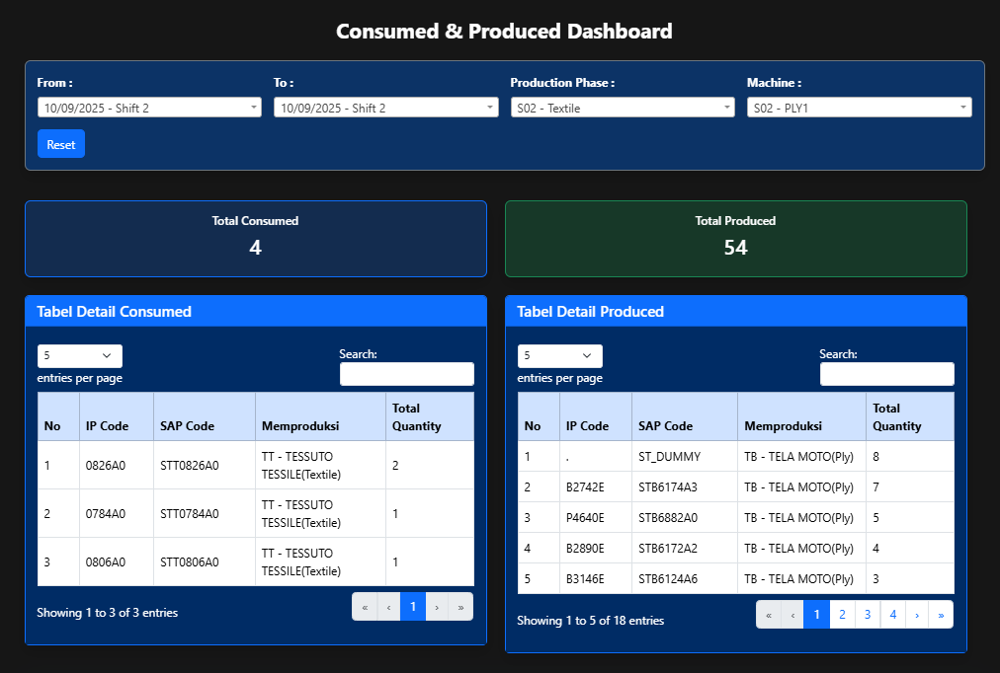 Consumed & Produced Dashboard
From :
To :
Production Phase :
Machine :
10/09/2025 - Shift 2
10/09/2025 - Shift 2
S02 - Textile
S02 - PLY1
Reset
Total Consumed
4
Total Produced
54
Tabel Detail Consumed
5
entries per page
Search:
No IP Code SAP Code Memproduksi Total Quantity
1 0826A0 STT0826A0 TT - TESSUTO TESSILE(Textile) 2
2 0784A0 STT0784A0 TT - TESSUTO TESSILE(Textile) 1
3 0806A0 STT0806A0 TT - TESSUTO TESSILE(Textile) 1
Showing 1 to 3 of 3 entries
« ‹ 1 › »
Tabel Detail Produced
5
entries per page
Search:
No IP Code SAP Code Memproduksi Total Quantity
1 . ST_DUMMY TB - TELA MOTO(Ply) 8
2 B2742E STB6174A3 TB - TELA MOTO(Ply) 7
3 P4640E STB6882A0 TB - TELA MOTO(Ply) 5
4 B2890E STB6172A2 TB - TELA MOTO(Ply) 4
5 B3146E STB6124A6 TB - TELA MOTO(Ply) 3
Showing 1 to 5 of 18 entries
« ‹ 1 2 3 4 › »